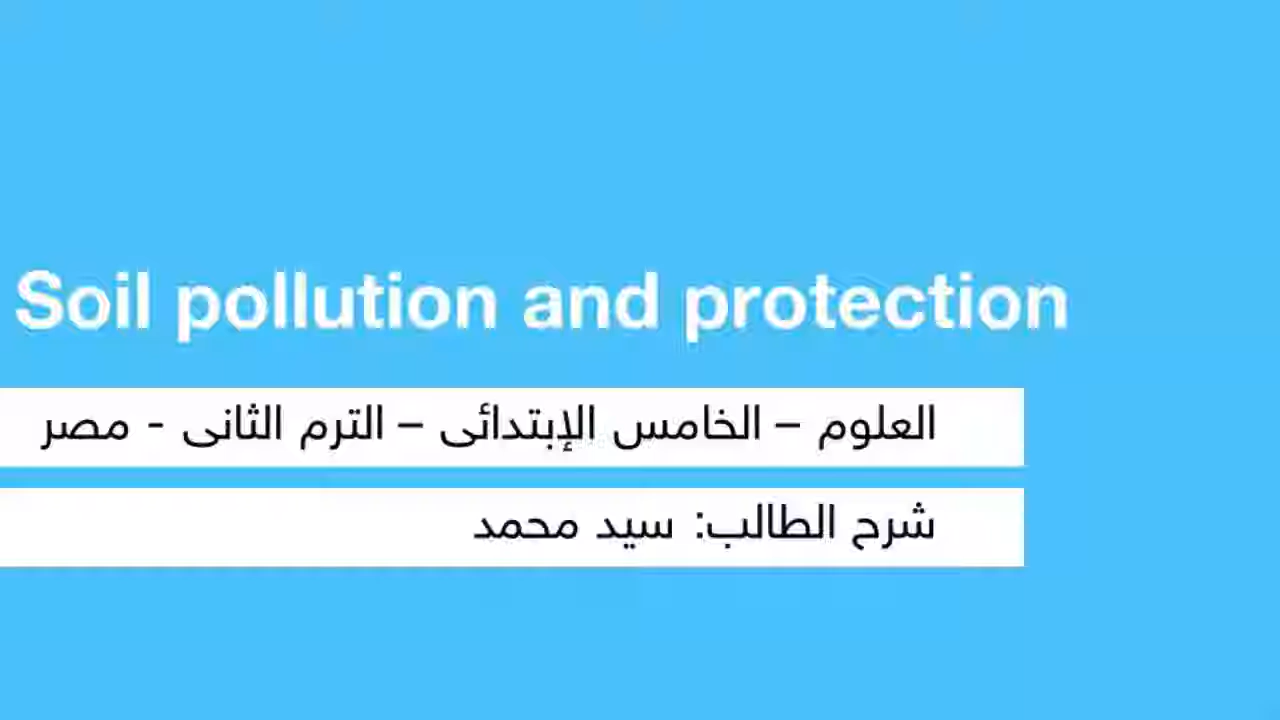 Soil pollution and protection
العلوم – الخامس الإبتدائى – الترم الثانى - مصر
شرح الطالب: سيد محمد